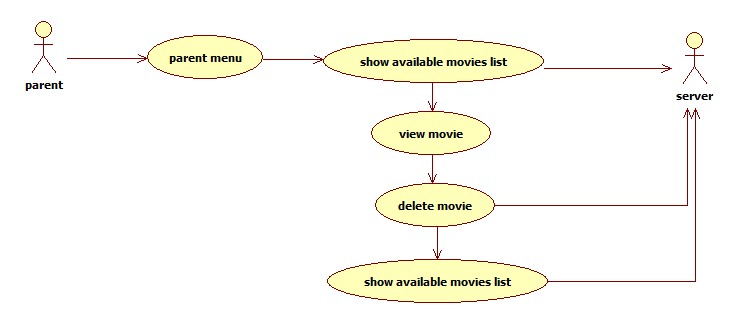 parent
parent menu
show available movies list
server
view movie
delete movie
show available movies list